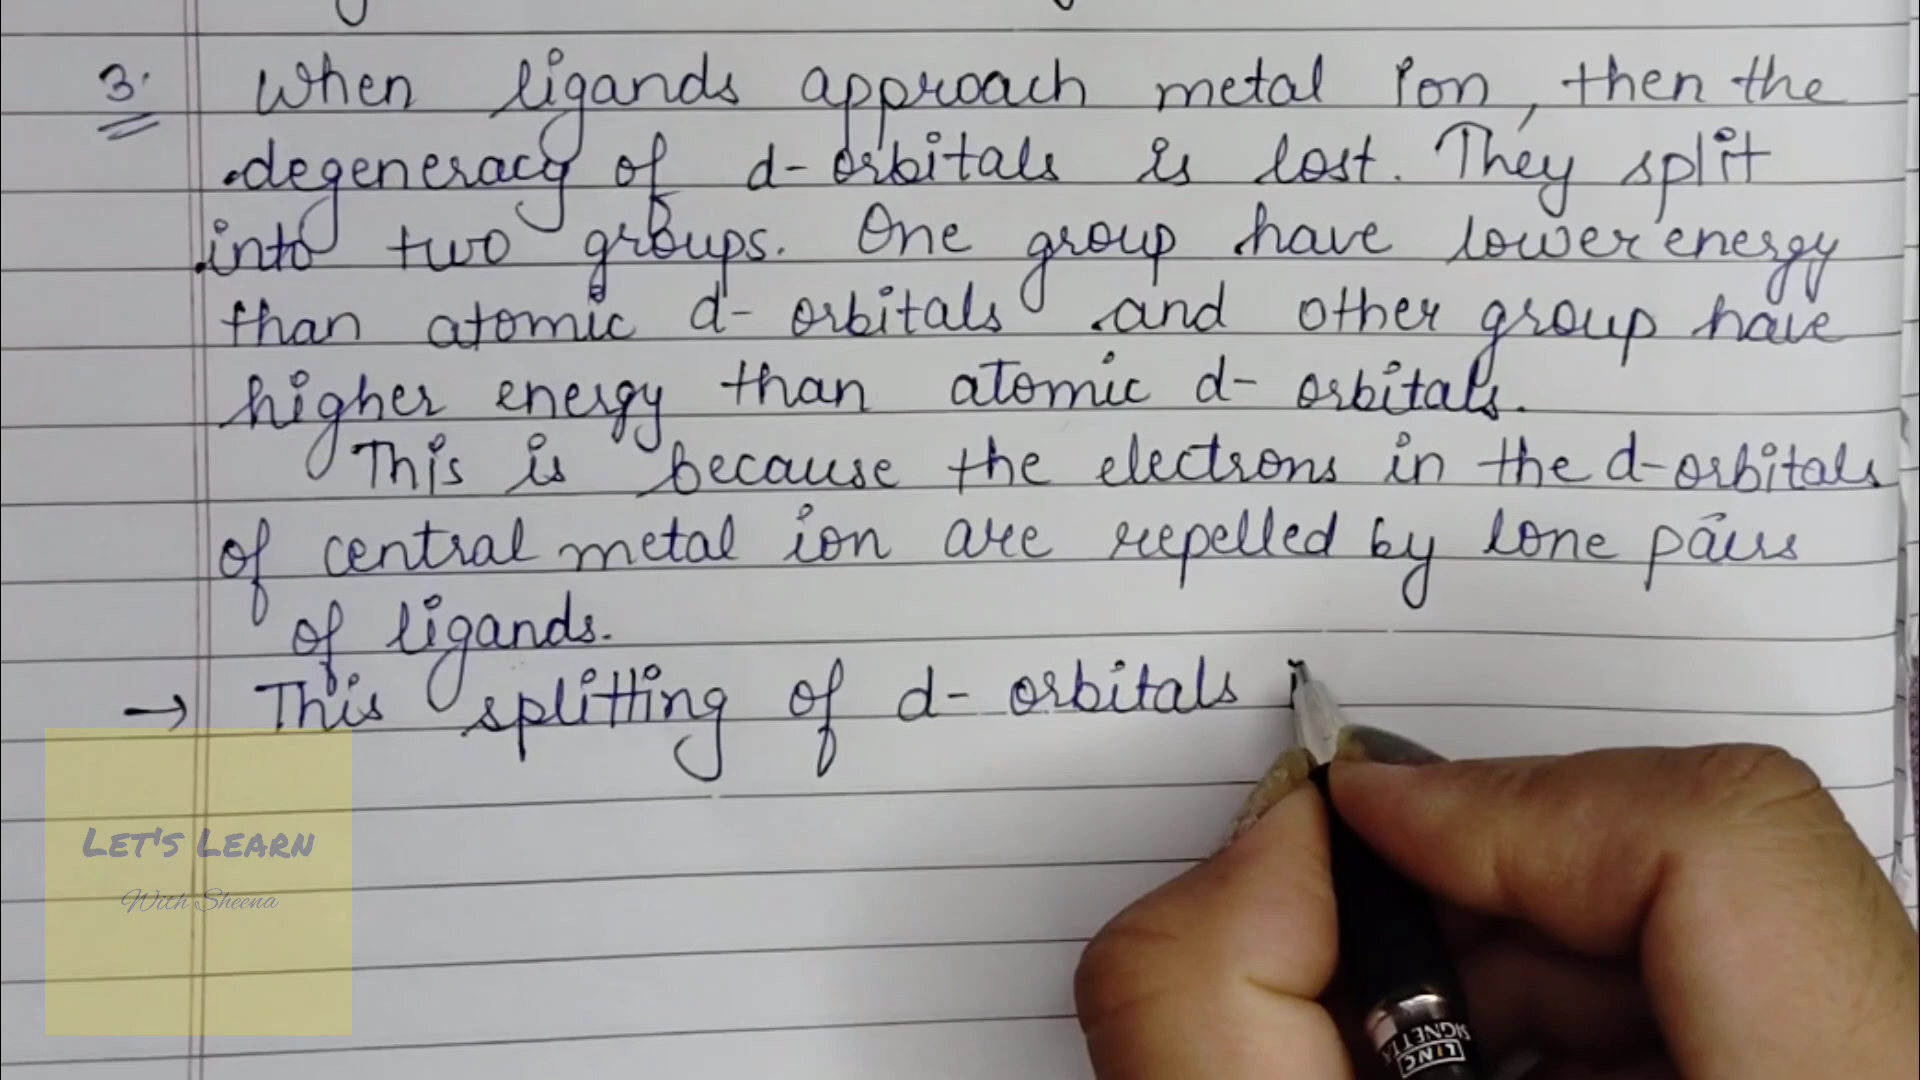 3. When ligands approach metal ion, then the
degeneracy of d-orbitals is lost. They split
into two groups. One group have lower energy
than atomic d-orbitals and other group have
higher energy than atomic d-orbitals.
This is because the electrons in the d-orbitals
of central metal ion are repelled by lone pairs
of ligands.
→ This splitting of d-orbitals
LET'S LEARN
With Sheena
LINC
SIGNETTA